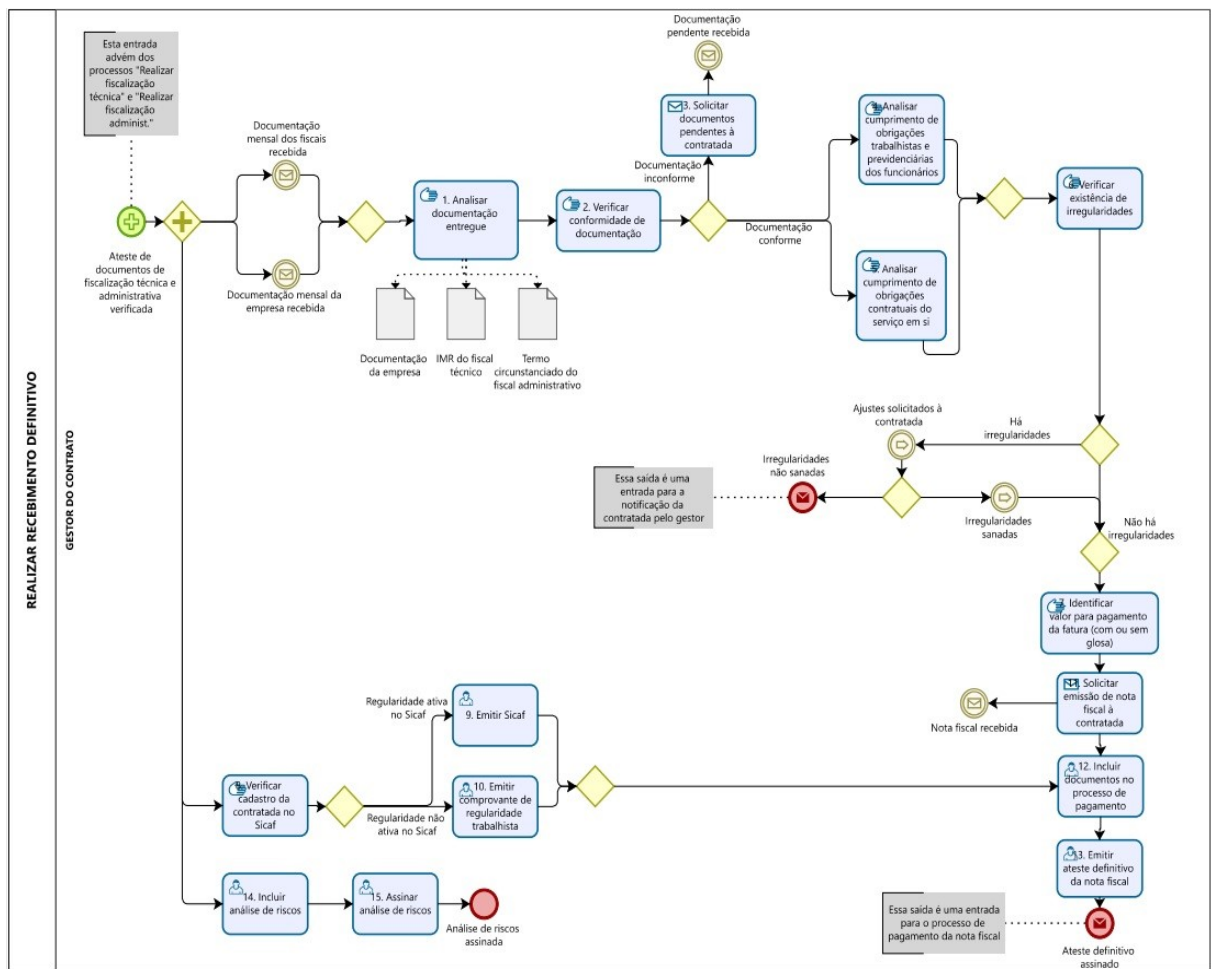 REALIZAR RECEBIMENTO DEFINITIVO
GESTOR DO CONTRATO
Esta entrada
advém dos
processos "Realizar
fiscalização
técnica" e "Realizar
fiscalização
administ."
Ateste de
documentos de
fiscalização técnica e
administrativa
verificada
Documentação
mensal dos fiscais
recebida
Documentação mensal da
empresa recebida
1. Analisar
documentação
entregue
Documentação
da empresa
IMR do fiscal
técnico
Termo
circunstanciado do
fiscal administrativo
2. Verificar
conformidade de
documentação
Documentação
pendente recebida
3. Solicitar
documentos
pendentes à
contratada
Documentação
inconforme
Documentação
conforme
Analisar
cumprimento de
obrigações
trabalhistas e
previdenciárias
dos funcionários
Analisar
cumprimento de
obrigações
contratuais do
serviço em si
Verificar
existência de
irregularidades
Há
irregularidades
Ajustes solicitados à
contratada
Irregularidades
não sanadas
Essa saída é uma
entrada para a
notificação da
contratada pelo gestor
Irregularidades
sanadas
Não há
irregularidades
Identificar
valor para pagamento
da fatura (com ou sem
glosa)
Solicitar
emissão de nota
fiscal à
contratada
Nota fiscal recebida
Verificar
cadastro da
contratada no
Sicaf
Regularidade ativa
no Sicaf
9. Emitir Sicaf
Regularidade não
ativa no Sicaf
10. Emitir
comprovante de
regularidade
trabalhista
12. Incluir
documentos no
processo de
pagamento
13. Emitir
ateste definitivo
da nota fiscal
14. Incluir
análise de riscos
15. Assinar
análise de riscos
Análise de riscos
assinada
Essa saída é uma entrada
para o processo de
pagamento da nota fiscal
Ateste definitivo
assinado